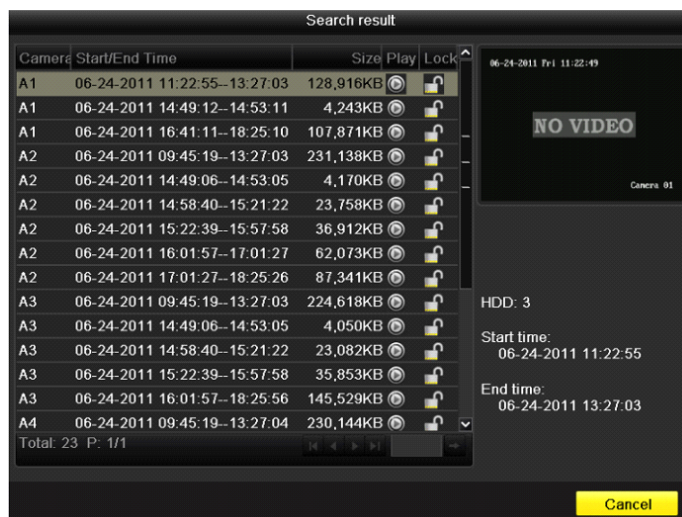 Search result
Camera Start/End Time Size Play Lock
A1 06-24-2011 11:22:55--13:27:03 128,916KB
A1 06-24-2011 14:49:12--14:53:11 4,243KB
A1 06-24-2011 16:41:11--18:25:10 107,871KB
A2 06-24-2011 09:45:19--13:27:03 231,138KB
A2 06-24-2011 14:49:06--14:53:05 4,170KB
A2 06-24-2011 14:58:40--15:21:22 23,758KB
A2 06-24-2011 15:22:39--15:57:58 36,912KB
A2 06-24-2011 16:01:57--17:01:27 62,073KB
A2 06-24-2011 17:01:27--18:25:26 87,341KB
A3 06-24-2011 09:45:19--13:27:03 224,618KB
A3 06-24-2011 14:49:06--14:53:05 4,050KB
A3 06-24-2011 14:58:40--15:21:22 23,082KB
A3 06-24-2011 15:22:39--15:57:58 35,853KB
A3 06-24-2011 16:01:57--18:25:56 145,529KB
A4 06-24-2011 09:45:19--13:27:04 230,144KB
Total: 23 P: 1/1
06-24-2011 Fri 11:22:49
NO VIDEO
Camera 01
HDD: 3
Start time:
06-24-2011 11:22:55
End time:
06-24-2011 13:27:03
Cancel